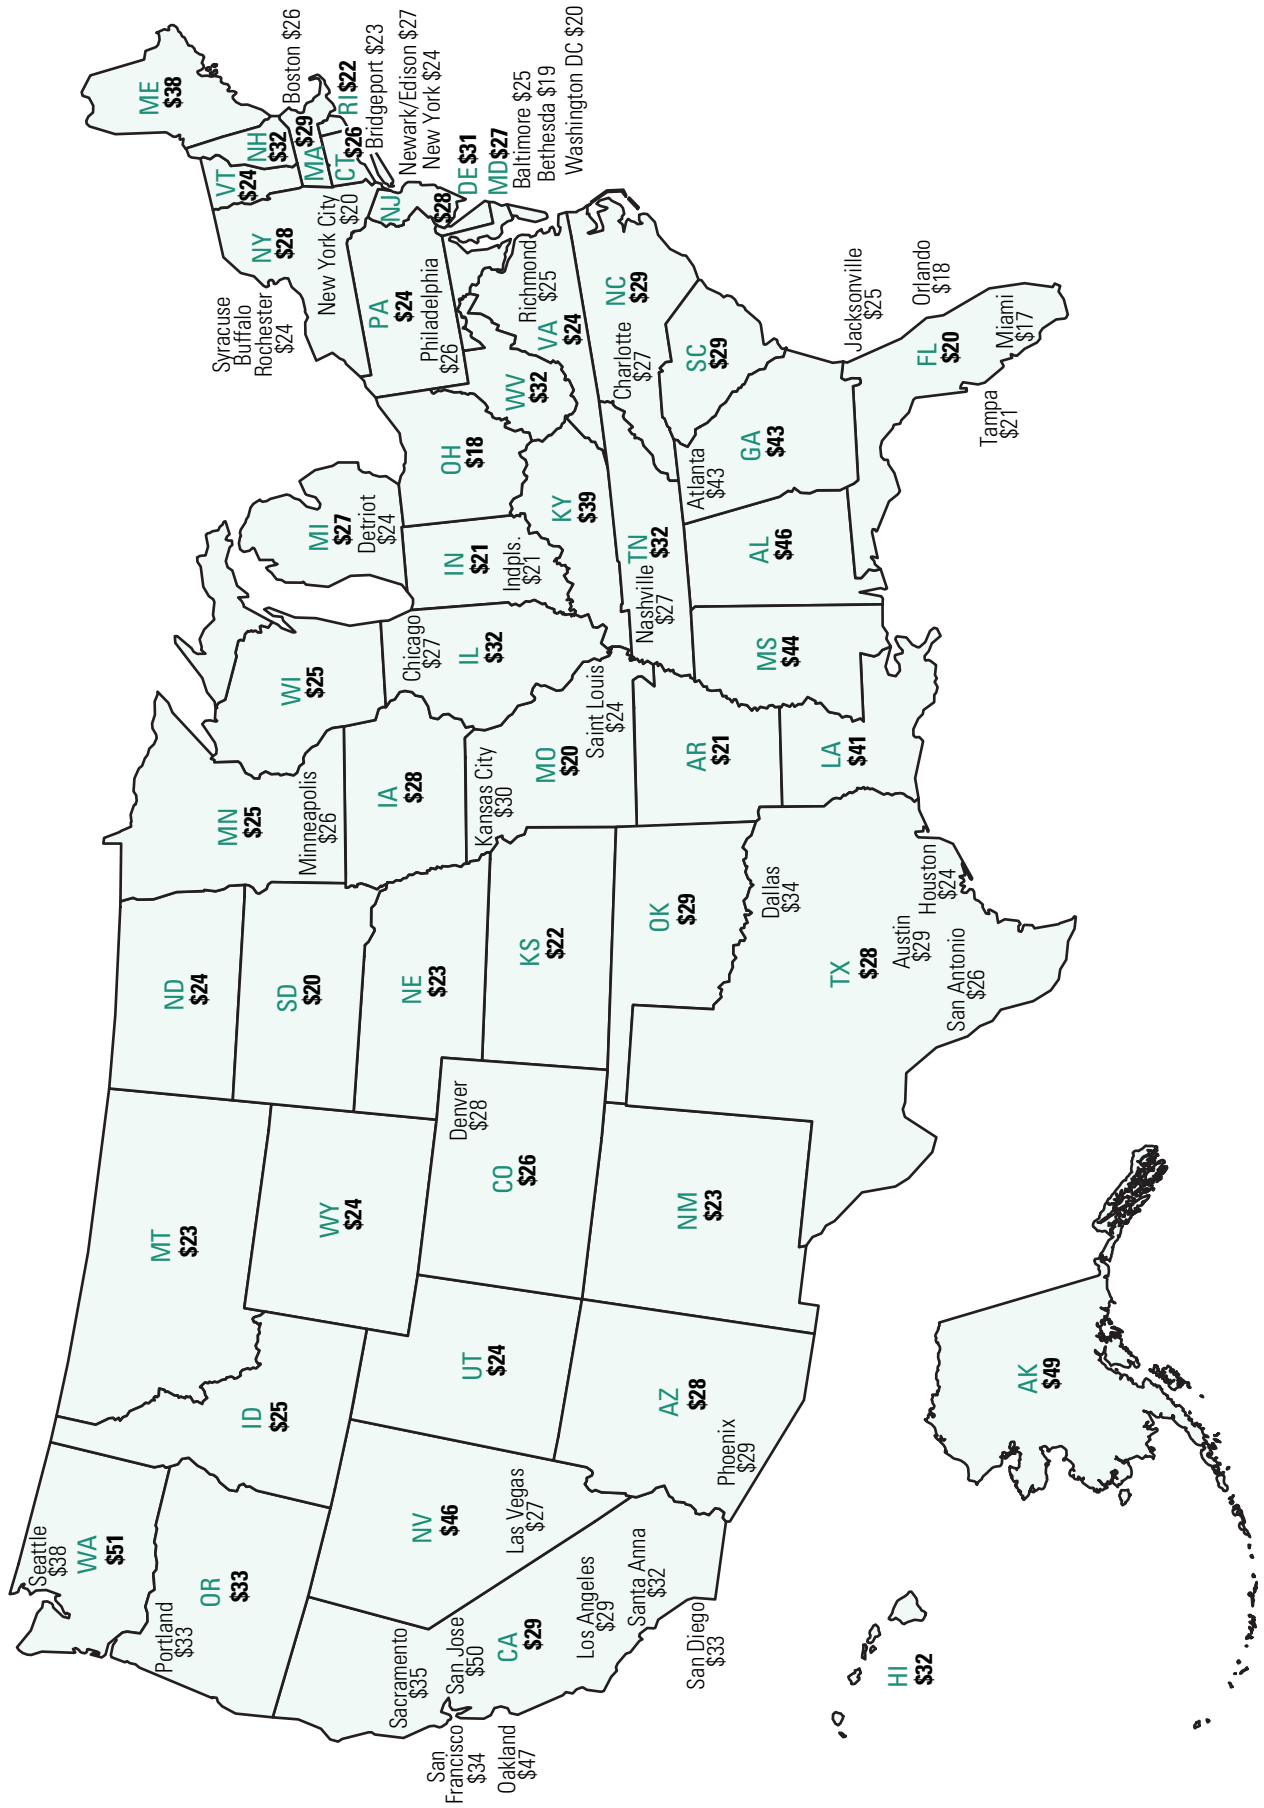 Seattle
$38
WA
$51
Portland
$33
OR
$33
Sacramento
$35
San
Francisco
$34
Oakland
$47
San Jose
$50
CA
$29
Los Angeles
$29
Santa Anna
$32
San Diego
$33
NV
$46
Las Vegas
$27
ID
$25
MT
$23
WY
$24
UT
$24
AZ
$28
Phoenix
$29
CO
$26
Denver
$28
NM
$23
ND
$24
SD
$20
NE
$23
KS
$22
OK
$29
TX
$28
Dallas
$34
Austin
$29
Houston
$24
San Antonio
$26
MN
$25
Minneapolis
$26
IA
$28
Kansas City
$30
MO
$20
Saint Louis
$24
AR
$21
LA
$41
WI
$25
Chicago
$27
IL
$32
MI
$27
Detriot
$24
IN
$21
Indpls.
$21
OH
$18
KY
$39
TN
$32
Nashville
$27
MS
$44
AL
$46
GA
$43
Atlanta
$43
FL
$20
Jacksonville
$25
Orlando
$18
Miami
$17
Tampa
$21
SC
$29
NC
$29
Charlotte
$27
VA
$24
Richmond
$25
WV
$32
PA
$24
Philadelphia
$26
NY
$28
Syracuse
Buffalo
Rochester
$24
New York City
$20
VT
$24
NH
$32
ME
$38
MA
$29
Boston $26
RI $22
CT
$26
Bridgeport $23
NJ
$28
Newark/Edison $27
New York $24
DE $31
MD $27
Baltimore $25
Bethesda $19
Washington DC $20
AK
$49
HI
$32